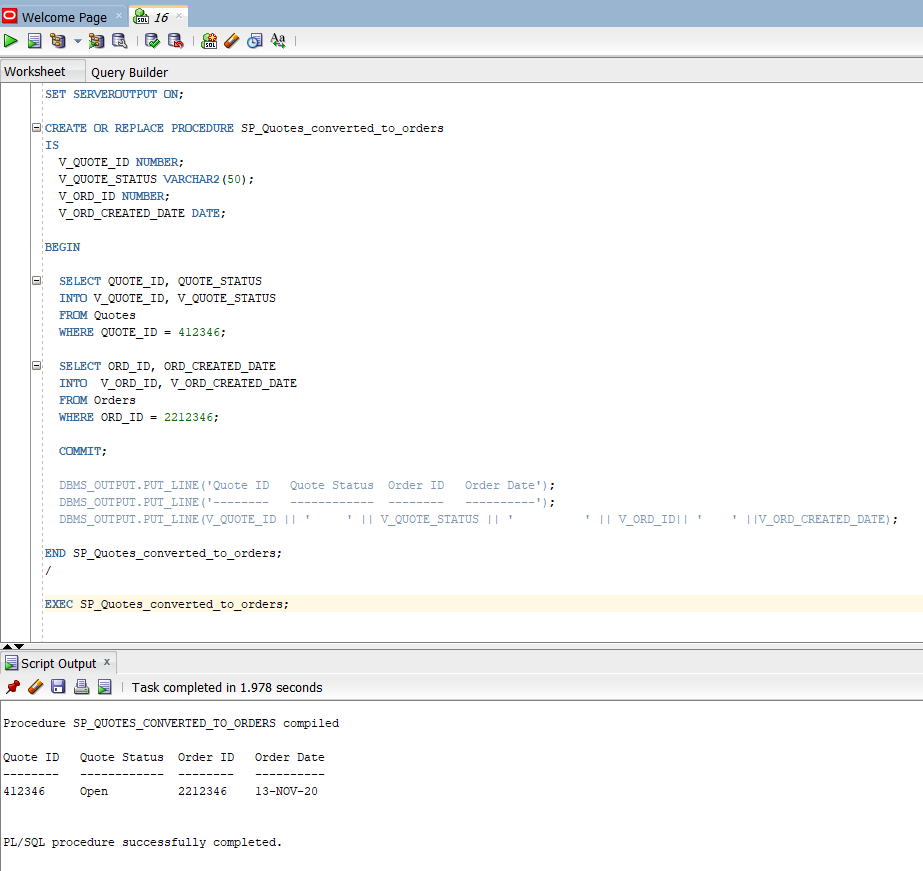 Welcome Page
16
Worksheet
Query Builder
SET SERVEROUTPUT ON;
CREATE OR REPLACE PROCEDURE SP_Quotes_converted_to_orders
IS
V_QUOTE_ID NUMBER;
V_QUOTE_STATUS VARCHAR2(50);
V_ORD_ID NUMBER;
V_ORD_CREATED_DATE DATE;
BEGIN
SELECT QUOTE_ID, QUOTE_STATUS
INTO V_QUOTE_ID, V_QUOTE_STATUS
FROM Quotes
WHERE QUOTE_ID = 412346;
SELECT ORD_ID, ORD_CREATED_DATE
INTO  V_ORD_ID, V_ORD_CREATED_DATE
FROM Orders
WHERE ORD_ID = 2212346;
COMMIT;
DBMS_OUTPUT.PUT_LINE('Quote ID   Quote Status  Order ID   Order Date');
DBMS_OUTPUT.PUT_LINE('--------   ------------  --------   ----------');
DBMS_OUTPUT.PUT_LINE(V_QUOTE_ID || '     ' || V_QUOTE_STATUS || '          ' || V_ORD_ID|| '    ' ||V_ORD_CREATED_DATE);
END SP_Quotes_converted_to_orders;
/
EXEC SP_Quotes_converted_to_orders;
Script Output x
Task completed in 1.978 seconds
Procedure SP_QUOTES_CONVERTED_TO_ORDERS compiled
Quote ID   Quote Status  Order ID   Order Date
--------   ------------  --------   ----------
412346     Open          2212346    13-NOV-20
PL/SQL procedure successfully completed.